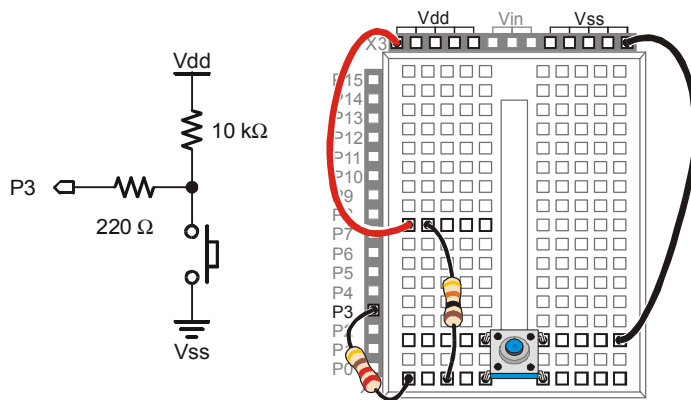 Vdd
10 kΩ
P3
220 Ω
Vss
Vdd
Vin
Vss
X3
P15
P14
P13
P12
P11
P10
P9
P7
P6
P5
P4
P3
P2
P0